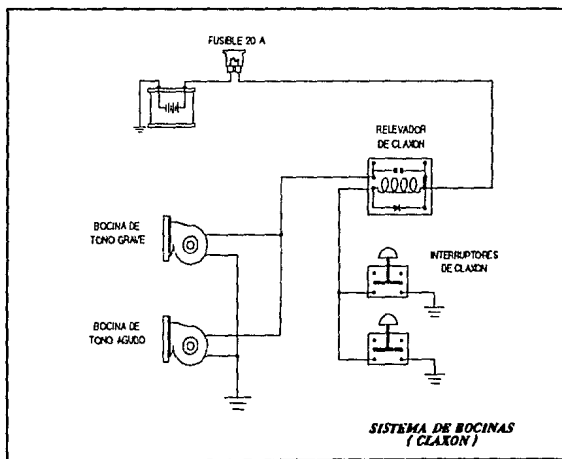 FUSIBLE 20 A
RELEVADOR
DE CLAXON
BOCINA DE
TONO GRAVE
INTERRUPTORES
DE CLAXON
BOCINA DE
TONO AGUDO
SISTEMA DE BOCINAS
( CLAXON )